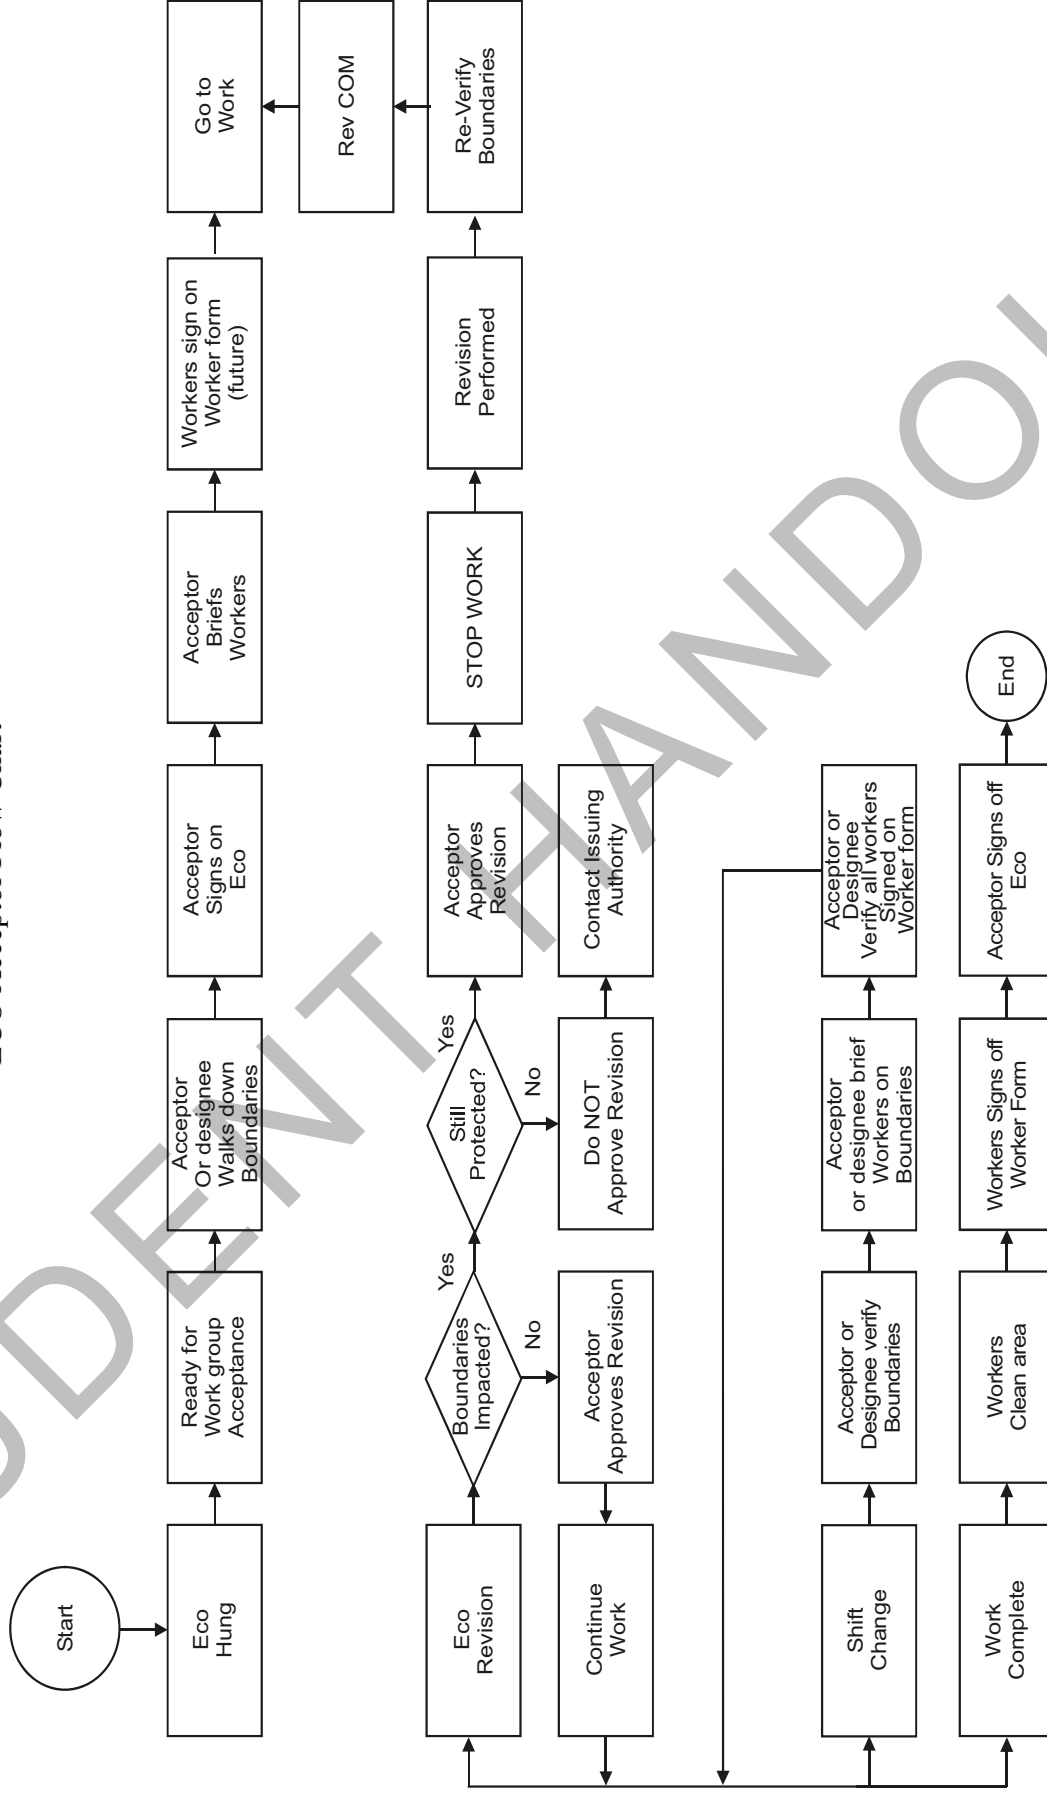 Start
Eco
Hung
Ready for
Work group
Acceptance
Acceptor
Or designee
Walks down
Boundaries
Acceptor
Signs on
Eco
Acceptor
Briefs
Workers
Workers sign on
Worker form
(future)
Go to
Work
Rev COM
Eco
Revision
Boundaries
Impacted?
Yes
No
Still
Protected?
Yes
No
Acceptor
Approves
Revision
STOP WORK
Revision
Performed
Re-Verify
Boundaries
Continue
Work
Acceptor
Approves Revision
Do NOT
Approve Revision
Contact Issuing
Authority
Shift
Change
Acceptor or
Designee verify
Boundaries
Acceptor
or designee brief
Workers on
Boundaries
Acceptor or
Designee
Verify all workers
Signed on
Worker form
Work
Complete
Workers
Clean area
Workers Signs off
Worker Form
Acceptor Signs off
Eco
End
UDENT HANDO